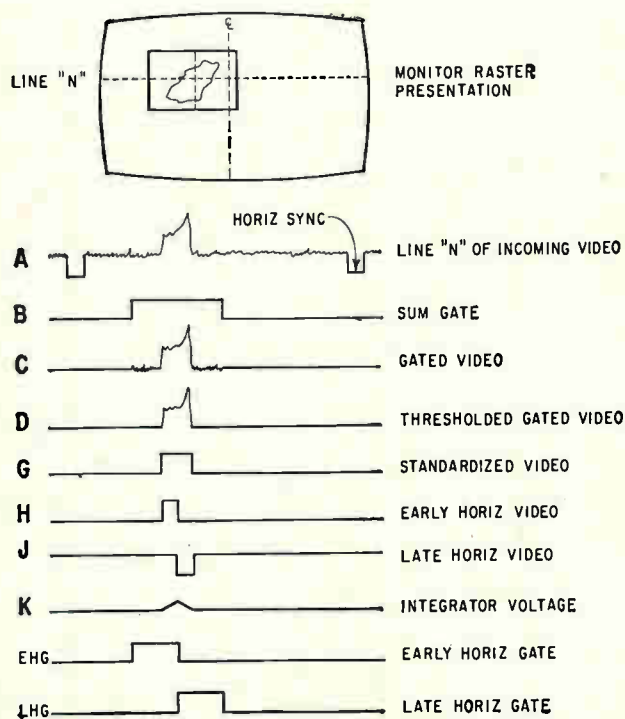 ℄
LINE "N"
MONITOR RASTER
PRESENTATION
HORIZ SYNC
A LINE "N" OF INCOMING VIDEO
B SUM GATE
C GATED VIDEO
D THRESHOLDED GATED VIDEO
G STANDARDIZED VIDEO
H EARLY HORIZ VIDEO
J LATE HORIZ VIDEO
K INTEGRATOR VOLTAGE
EHG EARLY HORIZ GATE
LHG LATE HORIZ GATE